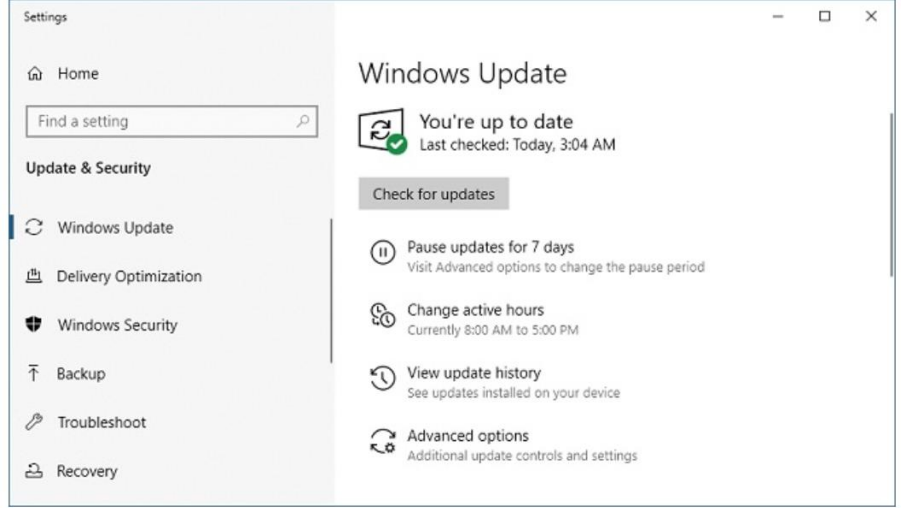 Settings
Home
Find a setting
Update & Security
Windows Update
Delivery Optimization
Windows Security
Backup
Troubleshoot
Recovery
Windows Update
You're up to date
Last checked: Today, 3:04 AM
Check for updates
Pause updates for 7 days
Visit Advanced options to change the pause period
Change active hours
Currently 8:00 AM to 5:00 PM
View update history
See updates installed on your device
Advanced options
Additional update controls and settings